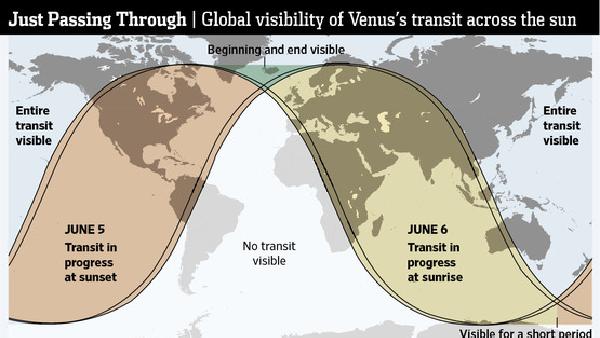 Just Passing Through | Global visibility of Venus's transit across the sun
Beginning and end visible
Entire
transit
visible
Entire
transit
visible
JUNE 5
Transit in
progress
at sunset
No transit
visible
JUNE 6
Transit in
progress
at sunrise
Visible for a short period